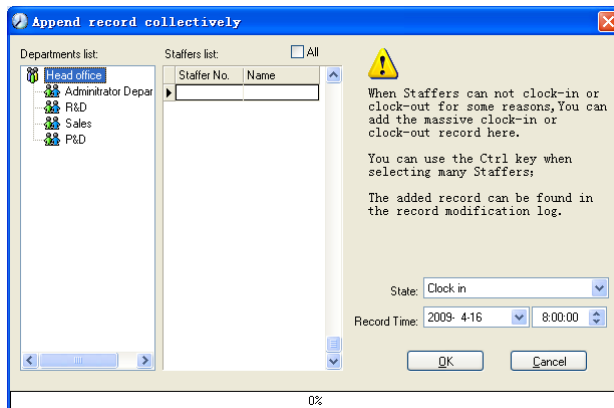 Append record collectively
Departments list:
Staffers list:
All
Head office
Adminitrator Depar
R&D
Sales
P&D
Staffer No. Name
When Staffers can not clock-in or
clock-out for some reasons,You can
add the massive clock-in or
clock-out record here.
You can use the Ctrl key when
selecting many Staffers;
The added record can be found in
the record modification log.
State: Clock in
Record Time: 2009- 4-16 8:00:00
OK Cancel
0%